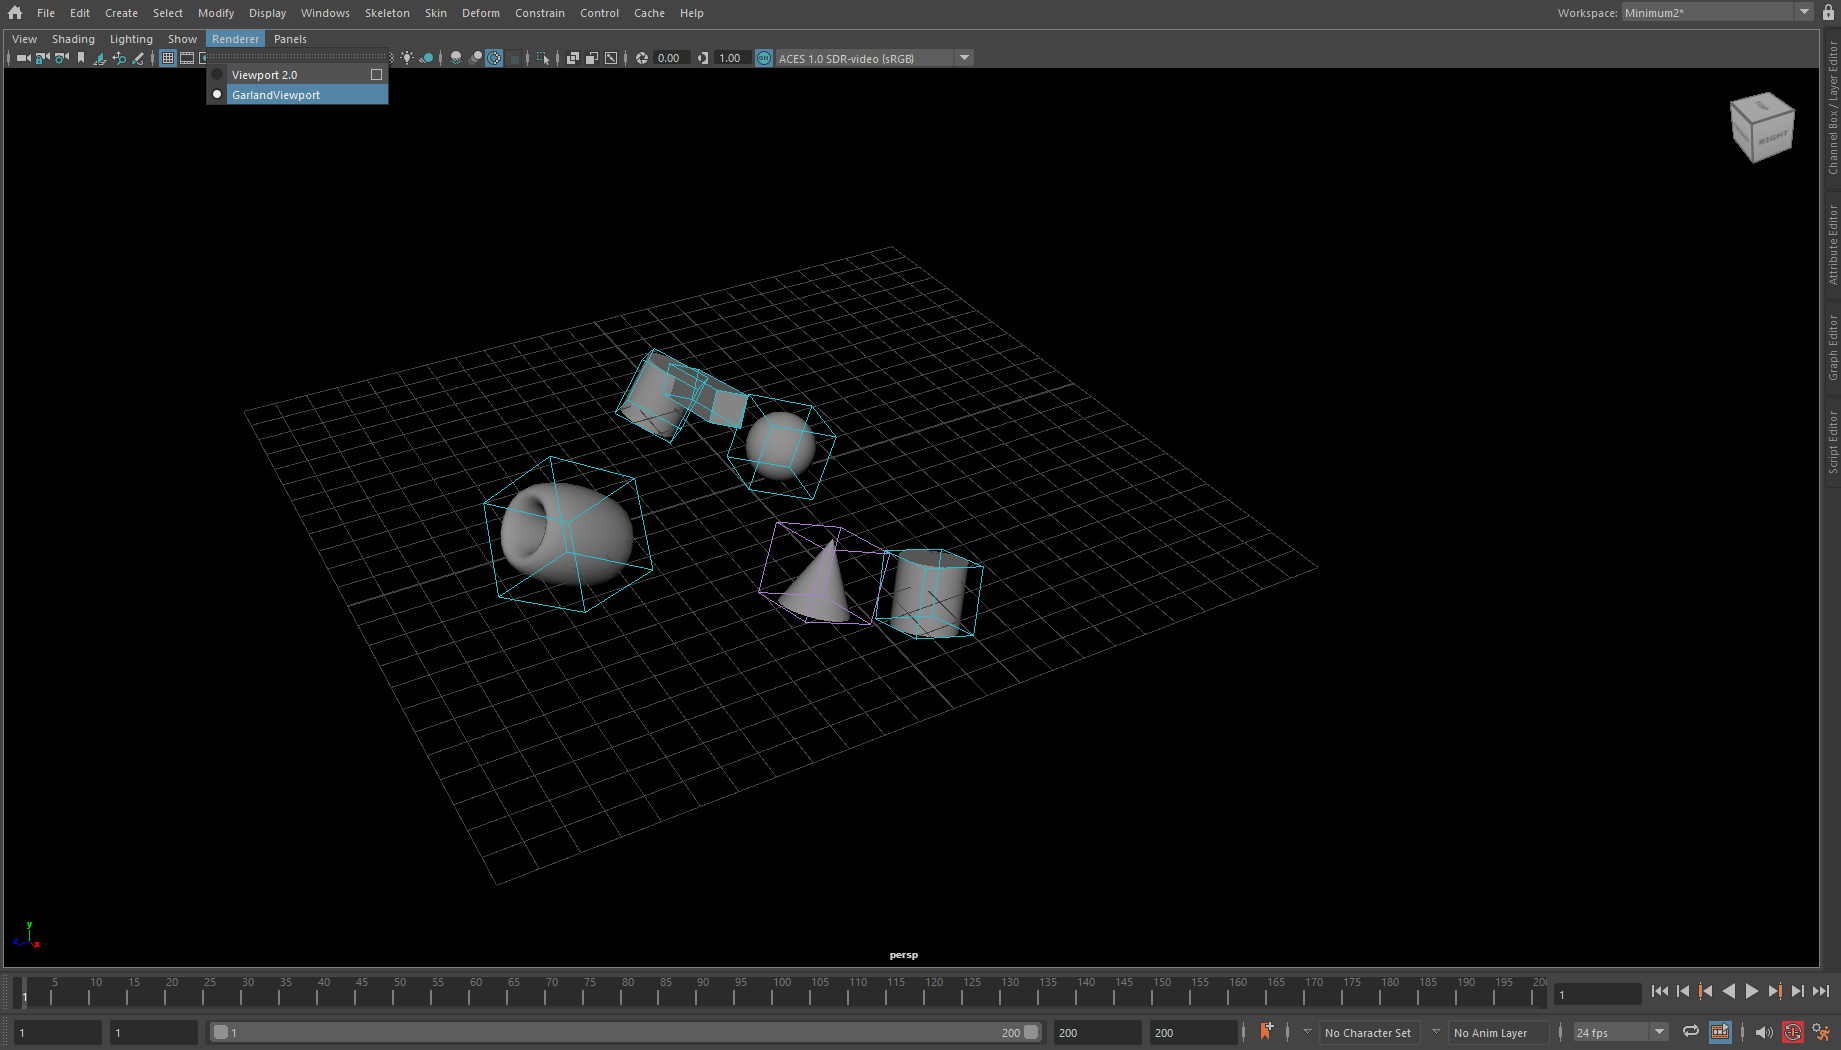 File Edit Create Select Modify Display Windows Skeleton Skin Deform Constrain Control Cache Help Workspace: Minimum2*
View Shading Lighting Show Renderer Panels
0.00 1.00 ON ACES 1.0 SDR-video (sRGB)
Viewport 2.0
GarlandViewport
TOP
RIGHT
Channel Box / Layer Editor
Attribute Editor
Graph Editor
Script Editor
y
z x
persp
5 10 15 20 25 30 35 40 45 50 55 60 65 70 75 80 85 90 95 100 105 110 115 120 125 130 135 140 145 150 155 160 165 170 175 180 185 190 195 200
1 1
1 1 1 200 200 200 No Character Set No Anim Layer 24 fps